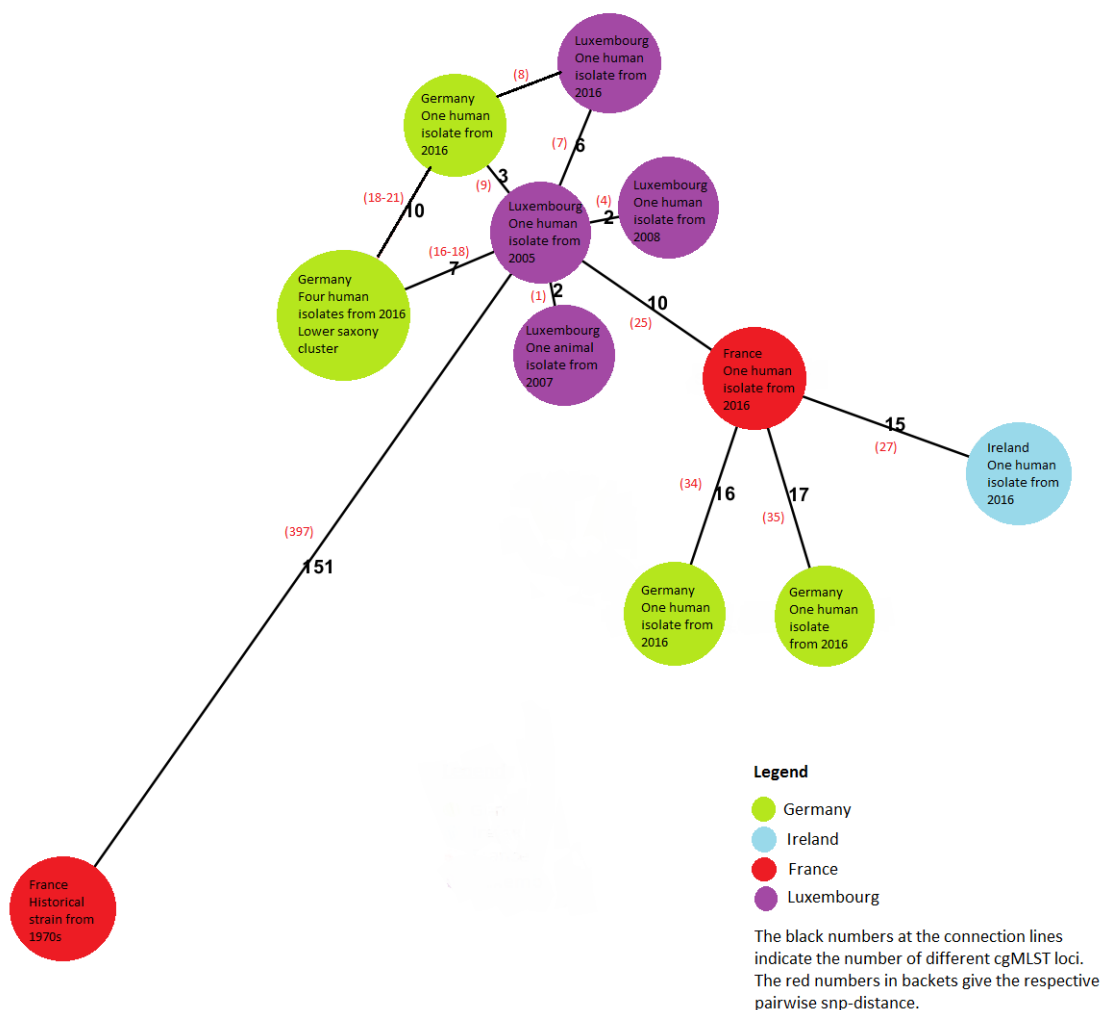 Luxembourg
One human
isolate from
2016
(8)
Germany
One human
isolate from
2016
(7)
6
3
(9)
Luxembourg
One human
isolate from
2008
(4)
2
(18-21)
10
Luxembourg
One human
isolate from
2005
(16-18)
7
Germany
Four human
isolates from 2016
Lower saxony
cluster
(1)
2
10
(25)
Luxembourg
One animal
isolate from
2007
France
One human
isolate from
2016
15
(27)
Ireland
One human
isolate from
2016
(34)
16
17
(35)
(397)
151
Germany
One human
isolate from
2016
Germany
One human
isolate
from 2016
Legend
Germany
Ireland
France
Luxembourg
France
Historical
strain from
1970s
The black numbers at the connection lines
indicate the number of different cgMLST loci.
The red numbers in backets give the respective
pairwise snp-distance.